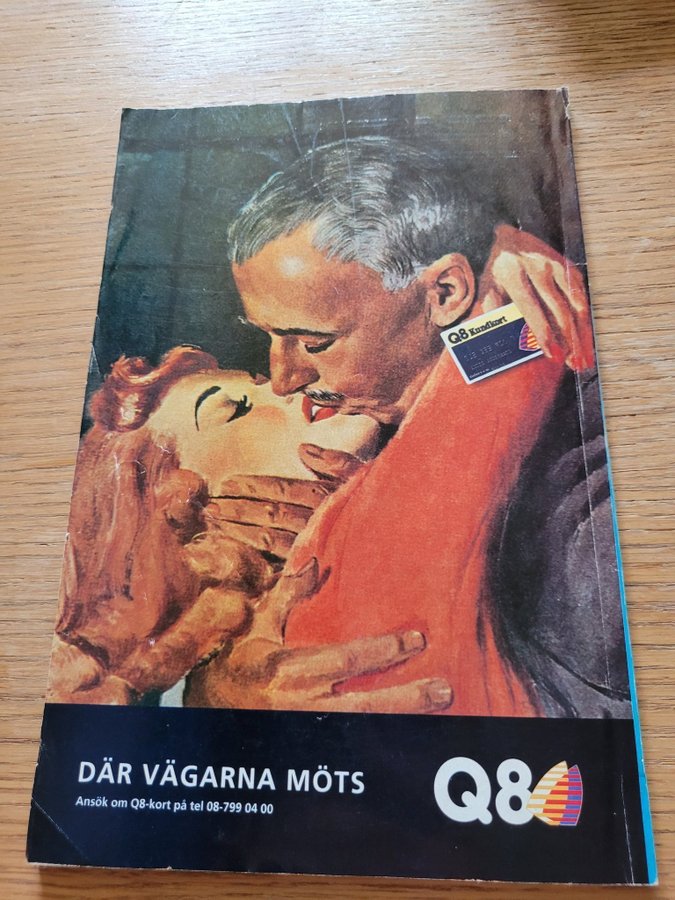 Q8 Kundkort
DÄR VÄGARNA MÖTS
Ansök om Q8-kort på tel 08-799 04 00
Q8